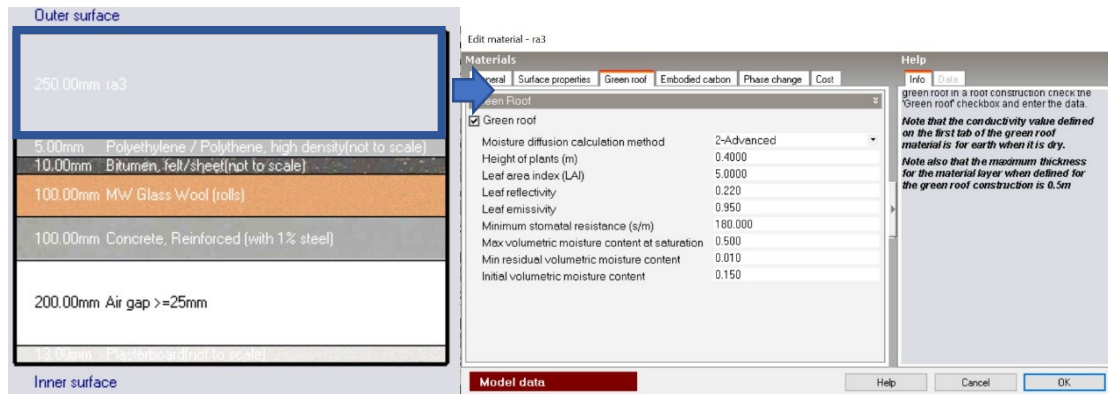 Outer surface
250.00mm ra3
5.00mm Polyethylene / Polythene, high density(not to scale)
10.00mm Bitumen, felt/sheet(not to scale)
100.00mm MW Glass Wool (rolls)
100.00mm Concrete, Reinforced (with 1% steel)
200.00mm Air gap >=25mm
13.00mm Plasterboard(not to scale)
Inner surface
Edit material - ra3
Materials
General Surface properties Green roof Embodied carbon Phase change Cost
Green Roof
Green roof
Moisture diffusion calculation method 2-Advanced
Height of plants (m) 0.4000
Leaf area index (LAI) 5.0000
Leaf reflectivity 0.220
Leaf emissivity 0.950
Minimum stomatal resistance (s/m) 180.000
Max volumetric moisture content at saturation 0.500
Min residual volumetric moisture content 0.010
Initial volumetric moisture content 0.150
Model data
Help
Info Data
green roof in a roof construction check the
'Green roof' checkbox and enter the data.
Note that the conductivity value defined
on the first tab of the green roof
material is for earth when it is dry.
Note also that the maximum thickness
for the material layer when defined for
the green roof construction is 0.5m
Help Cancel OK